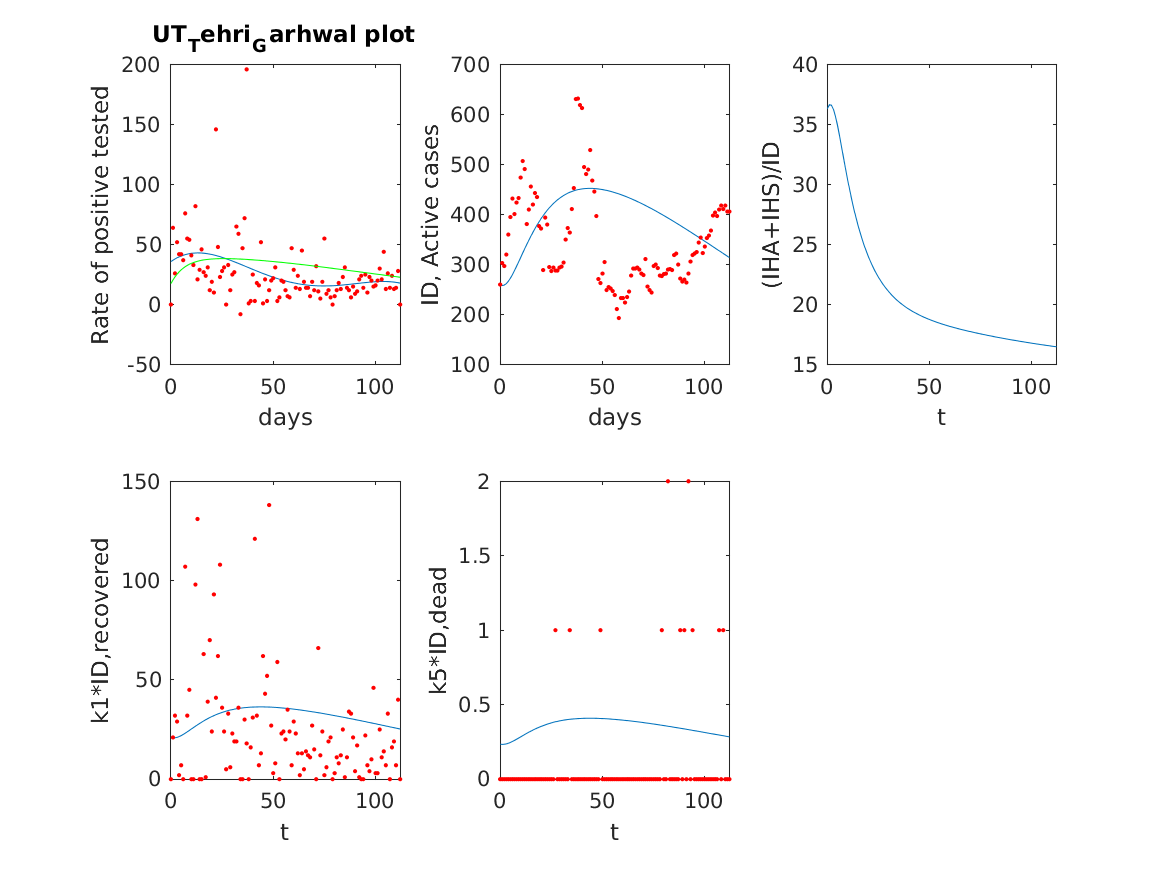 UT_Tehri_Garhwal plot
200
150
100
50
0
-50
Rate of positive tested
0 50 100
days
700
600
500
400
300
200
100
ID, Active cases
0 50 100
days
40
35
30
25
20
15
(IHA+IHS)/ID
0 50 100
t
150
100
50
0
k1*ID,recovered
0 50 100
t
2
1.5
1
0.5
0
k5*ID,dead
0 50 100
t